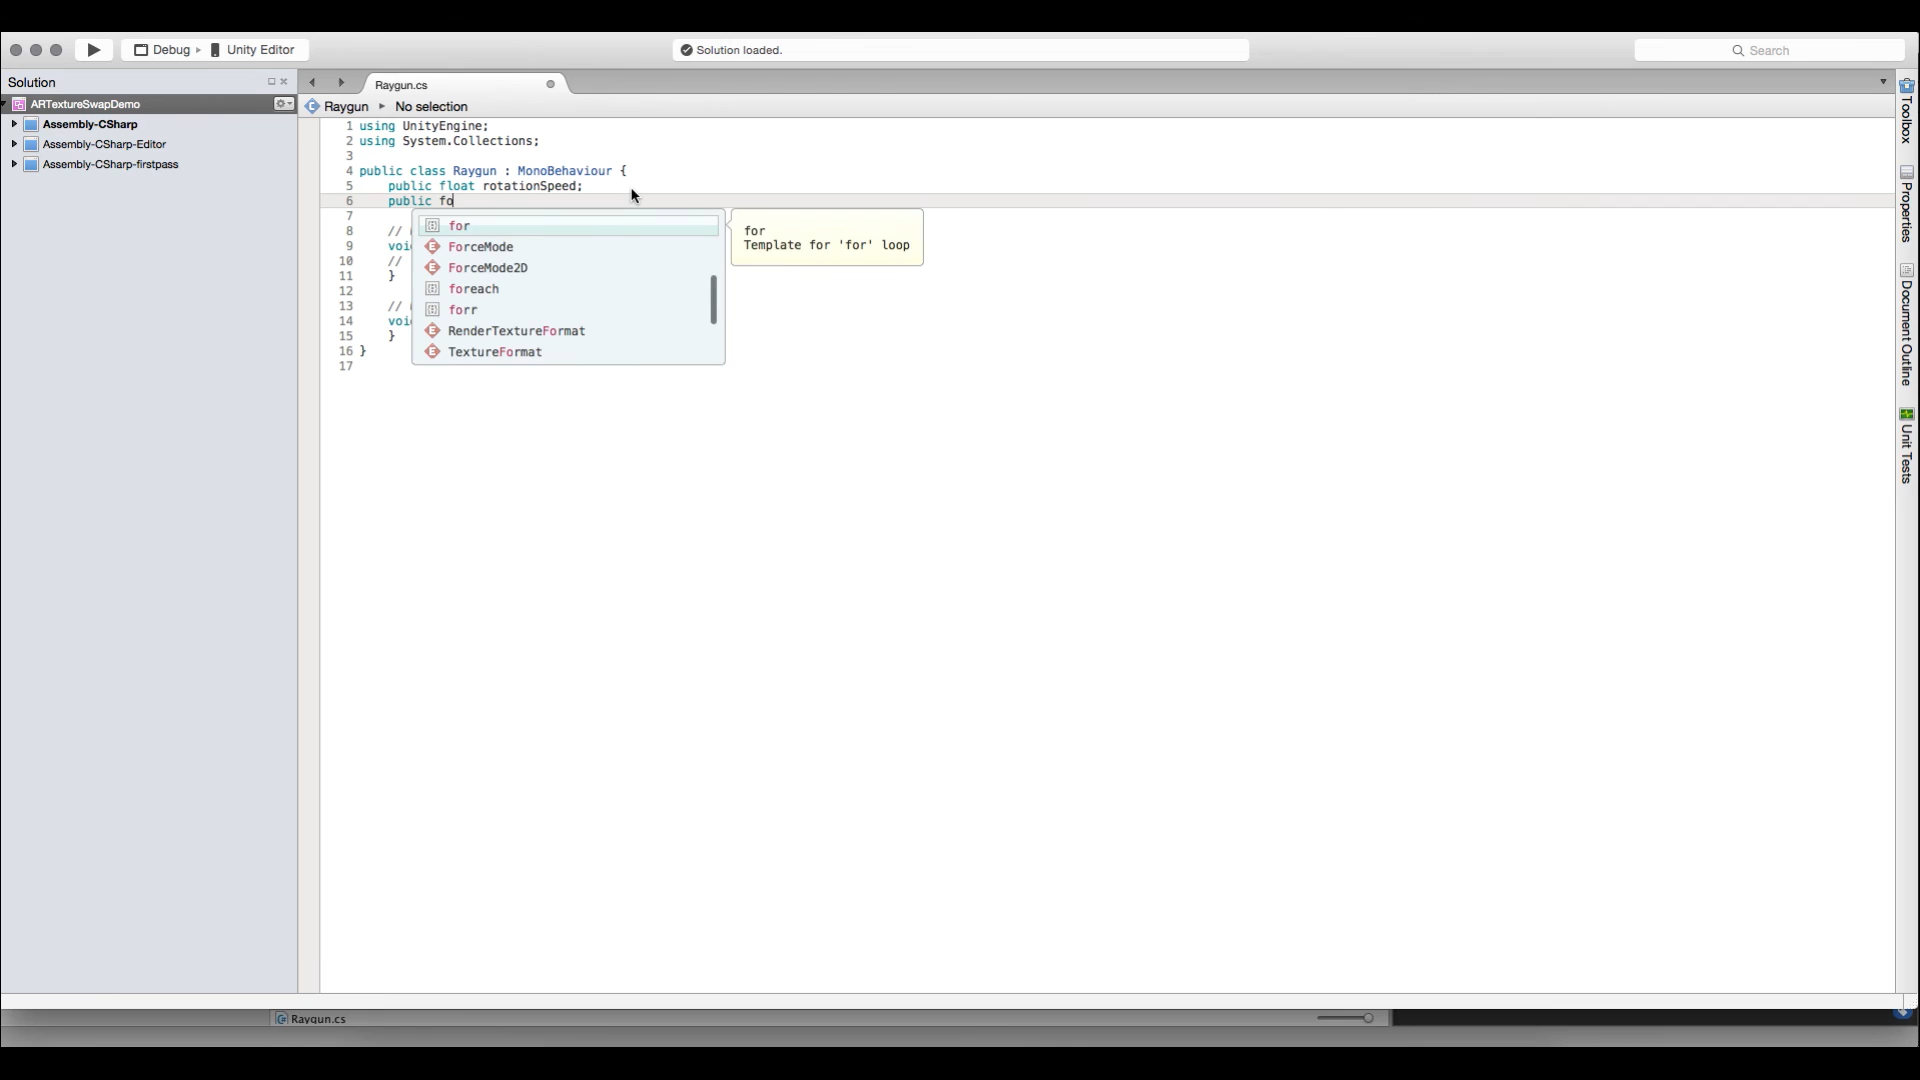 Debug
Unity Editor
Solution loaded.
Search
Solution
Raygun.cs
ARTextureSwapDemo
Raygun
No selection
Assembly-CSharp
Assembly-CSharp-Editor
Assembly-CSharp-firstpass
1 using UnityEngine;
2 using System.Collections;
3
4 public class Raygun : MonoBehaviour {
5 public float rotationSpeed;
6 public fo
7
8 //
9 voi
10 //
11 }
12
13 //
14 voi
15 }
16 }
17
for
ForceMode
ForceMode2D
foreach
forr
RenderTextureFormat
TextureFormat
for
Template for 'for' loop
Toolbox
Properties
Document Outline
Unit Tests
Raygun.cs